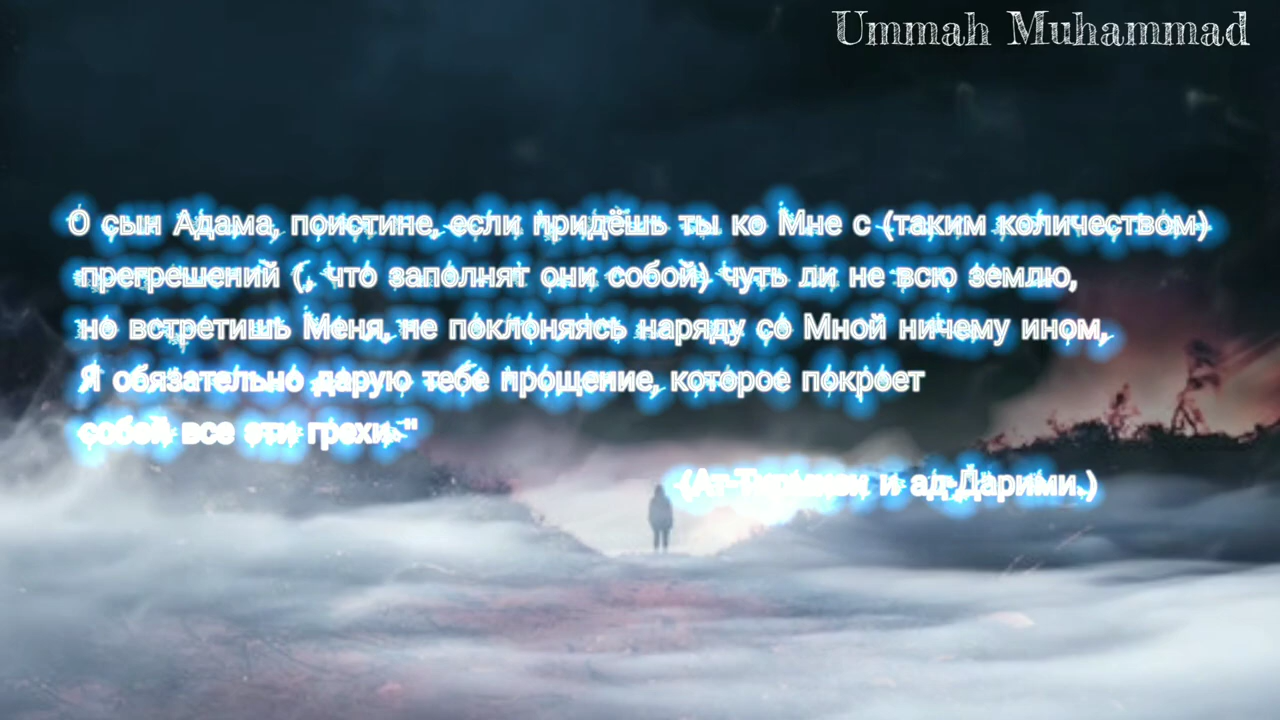 Ummah Muhammad
О сын Адама, поистине, если придёшь ты ко Мне с (таким количеством)
прегрешений (, что заполнят они собой) чуть ли не всю землю,
но встретишь Меня, не поклоняясь наряду со Мной ничему ином,
Я обязательно дарую тебе прощение, которое покроет
собой все эти грехи."
(Ат-Тирмизи и ад-Дарими.)